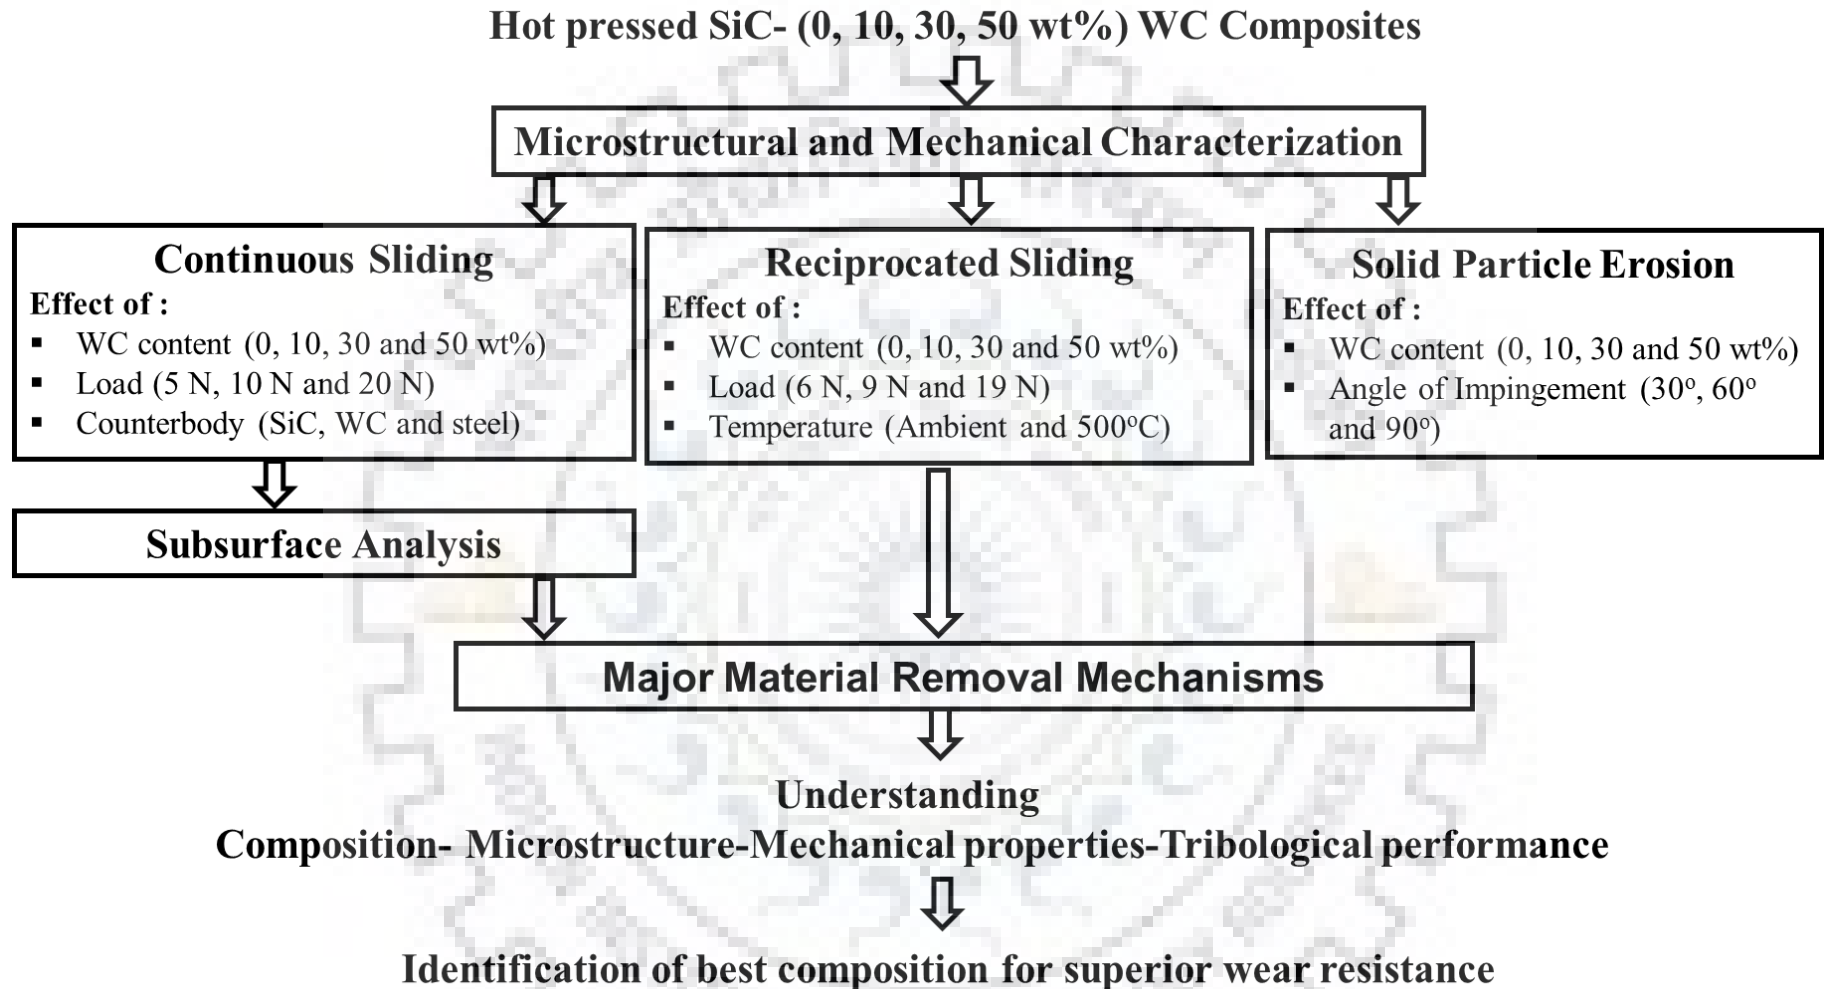 Hot pressed SiC- (0, 10, 30, 50 wt%) WC Composites
Microstructural and Mechanical Characterization
Continuous Sliding
Effect of :
▪ WC content (0, 10, 30 and 50 wt%)
▪ Load (5 N, 10 N and 20 N)
▪ Counterbody (SiC, WC and steel)
Reciprocated Sliding
Effect of :
▪ WC content (0, 10, 30 and 50 wt%)
▪ Load (6 N, 9 N and 19 N)
▪ Temperature (Ambient and 500°C)
Solid Particle Erosion
Effect of :
▪ WC content (0, 10, 30 and 50 wt%)
▪ Angle of Impingement (30°, 60°
and 90°)
Subsurface Analysis
Major Material Removal Mechanisms
Understanding
Composition- Microstructure-Mechanical properties-Tribological performance
Identification of best composition for superior wear resistance